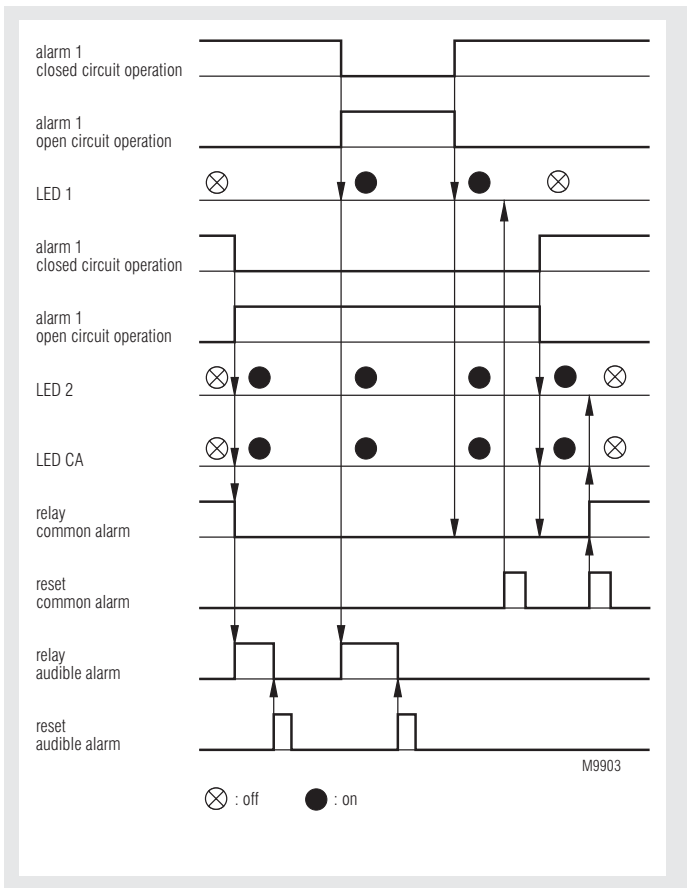 alarm 1
closed circuit operation
alarm 1
open circuit operation
LED 1
alarm 1
closed circuit operation
alarm 1
open circuit operation
LED 2
LED CA
relay
common alarm
reset
common alarm
relay
audible alarm
reset
audible alarm
M9903
: off : on